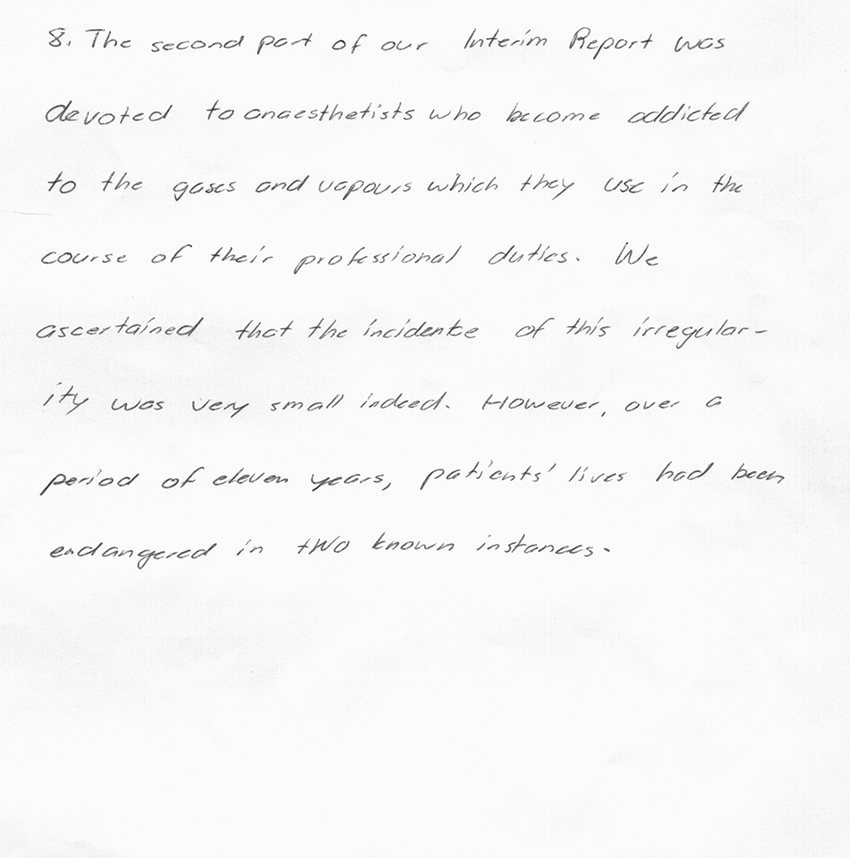 8. The second part of our Interim Report was
devoted to anaesthetists who become addicted
to the gases and vapours which they use in the
course of their professional duties. We
ascertained that the incidence of this irregular-
ity was very small indeed. However, over a
period of eleven years, patients' lives had been
endangered in two known instances.